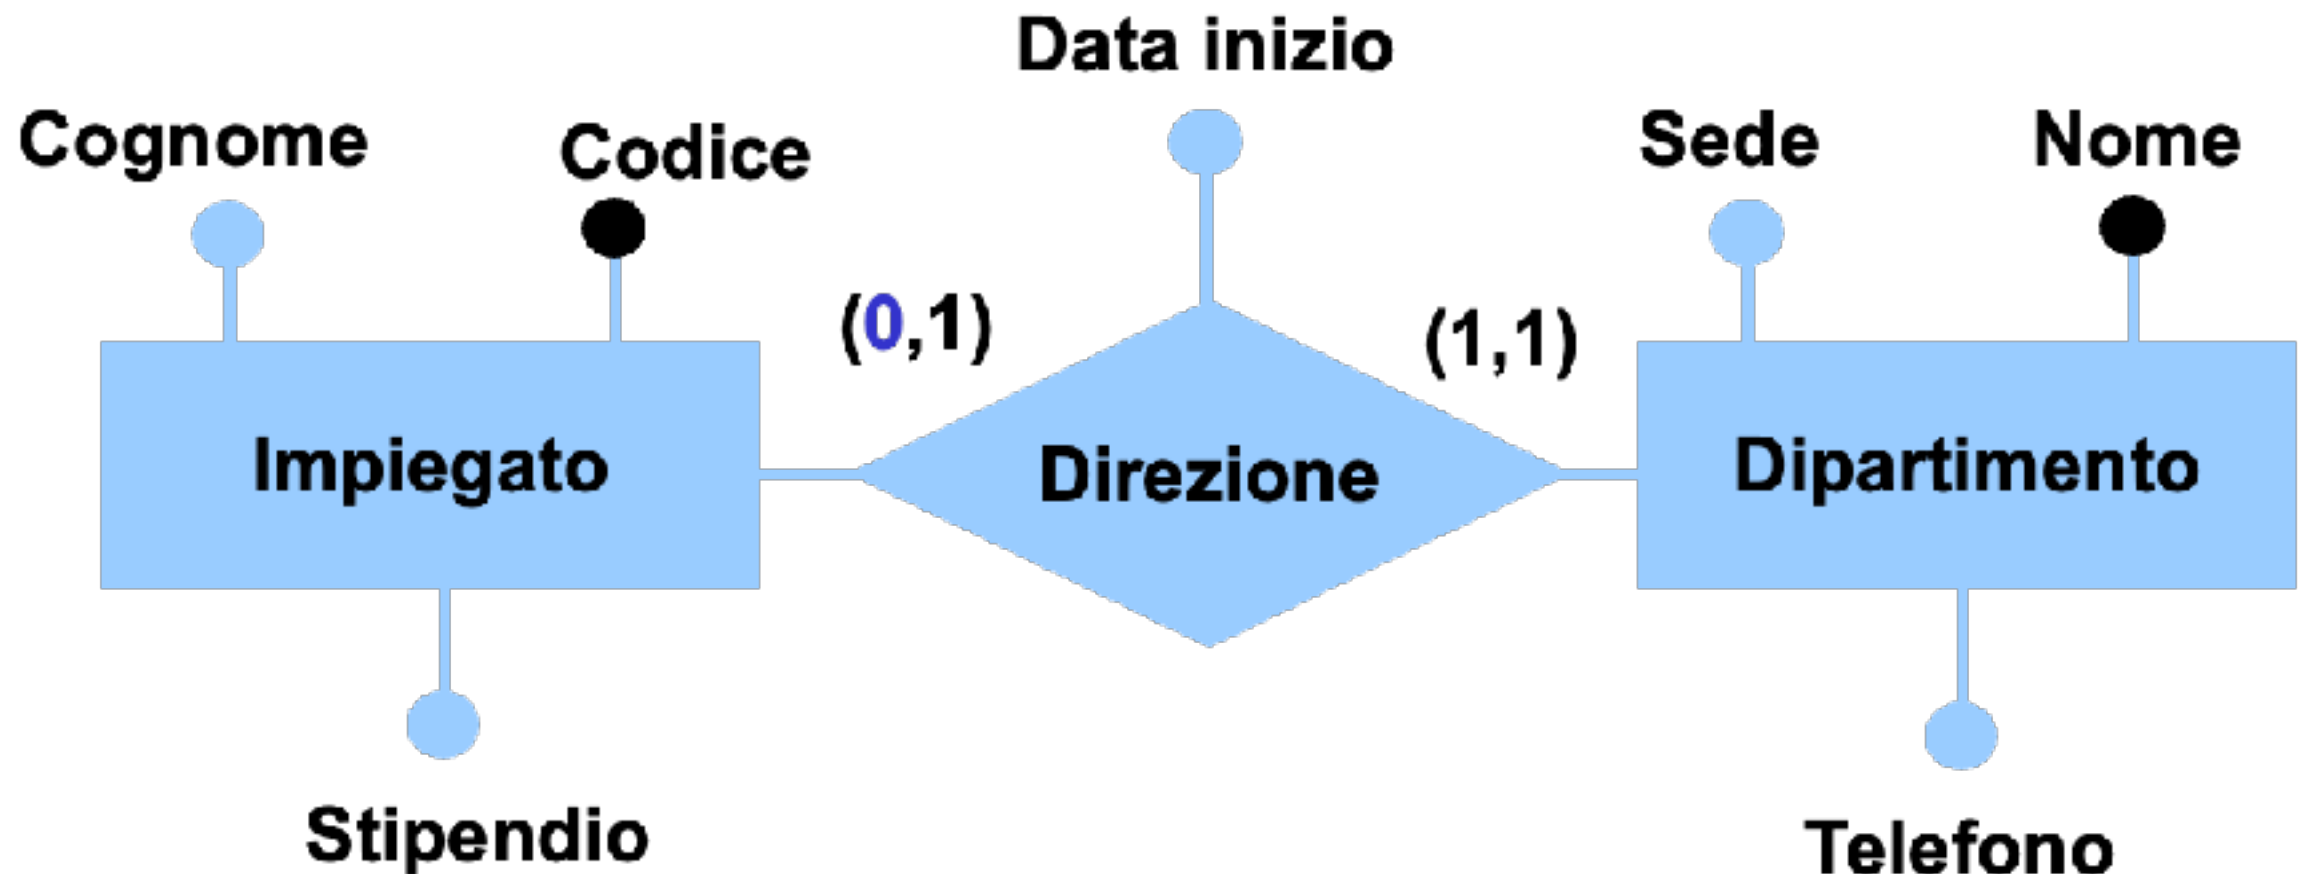 Data inizio
Cognome
Codice
Sede
Nome
(0,1)
(1,1)
Impiegato
Direzione
Dipartimento
Stipendio
Telefono